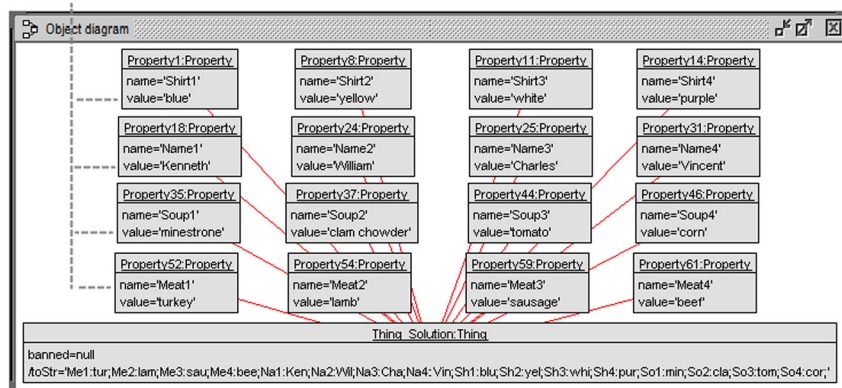 Object diagram
Property1:Property
name='Shirt1'
value='blue'
Property8:Property
name='Shirt2'
value='yellow'
Property11:Property
name='Shirt3'
value='white'
Property14:Property
name='Shirt4'
value='purple'
Property18:Property
name='Name1'
value='Kenneth'
Property24:Property
name='Name2'
value='William'
Property25:Property
name='Name3'
value='Charles'
Property31:Property
name='Name4'
value='Vincent'
Property35:Property
name='Soup1'
value='minestrone'
Property37:Property
name='Soup2'
value='clam chowder'
Property44:Property
name='Soup3'
value='tomato'
Property46:Property
name='Soup4'
value='corn'
Property52:Property
name='Meat1'
value='turkey'
Property54:Property
name='Meat2'
value='lamb'
Property59:Property
name='Meat3'
value='sausage'
Property61:Property
name='Meat4'
value='beef'
Thing_Solution:Thing
banned=null
/toStr='Me1:tur;Me2:lam;Me3:sau;Me4:bee;Na1:Ken;Na2:Wil;Na3:Cha;Na4:Vin;Sh1:blu;Sh2:yel;Sh3:whi;Sh4:pur;So1:min;So2:cla;So3:tom;So4:cor;'